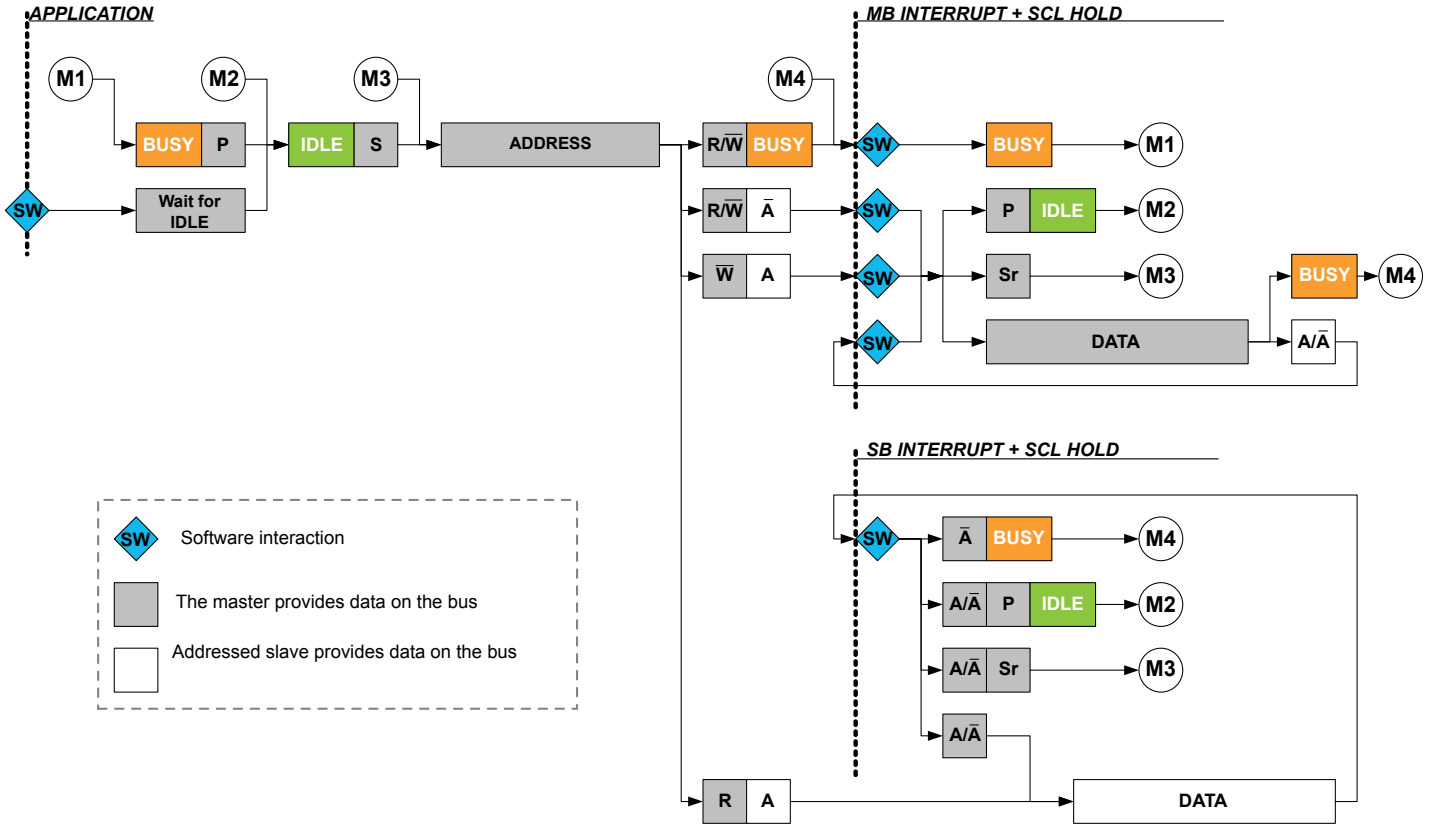 APPLICATION
MB INTERRUPT + SCL HOLD
M1
M2
M3
M4
BUSY P
IDLE S
ADDRESS
R/W̅ BUSY
SW
BUSY
M1
SW
Wait for
IDLE
R/W̅ A̅
SW
P IDLE
M2
W̅ A
SW
Sr
M3
BUSY
M4
SW
DATA
A/A̅
SB INTERRUPT + SCL HOLD
SW
A̅ BUSY
M4
SW
Software interaction
The master provides data on the bus
Addressed slave provides data on the bus
A/A̅ P IDLE
M2
A/A̅ Sr
M3
A/A̅
R A
DATA